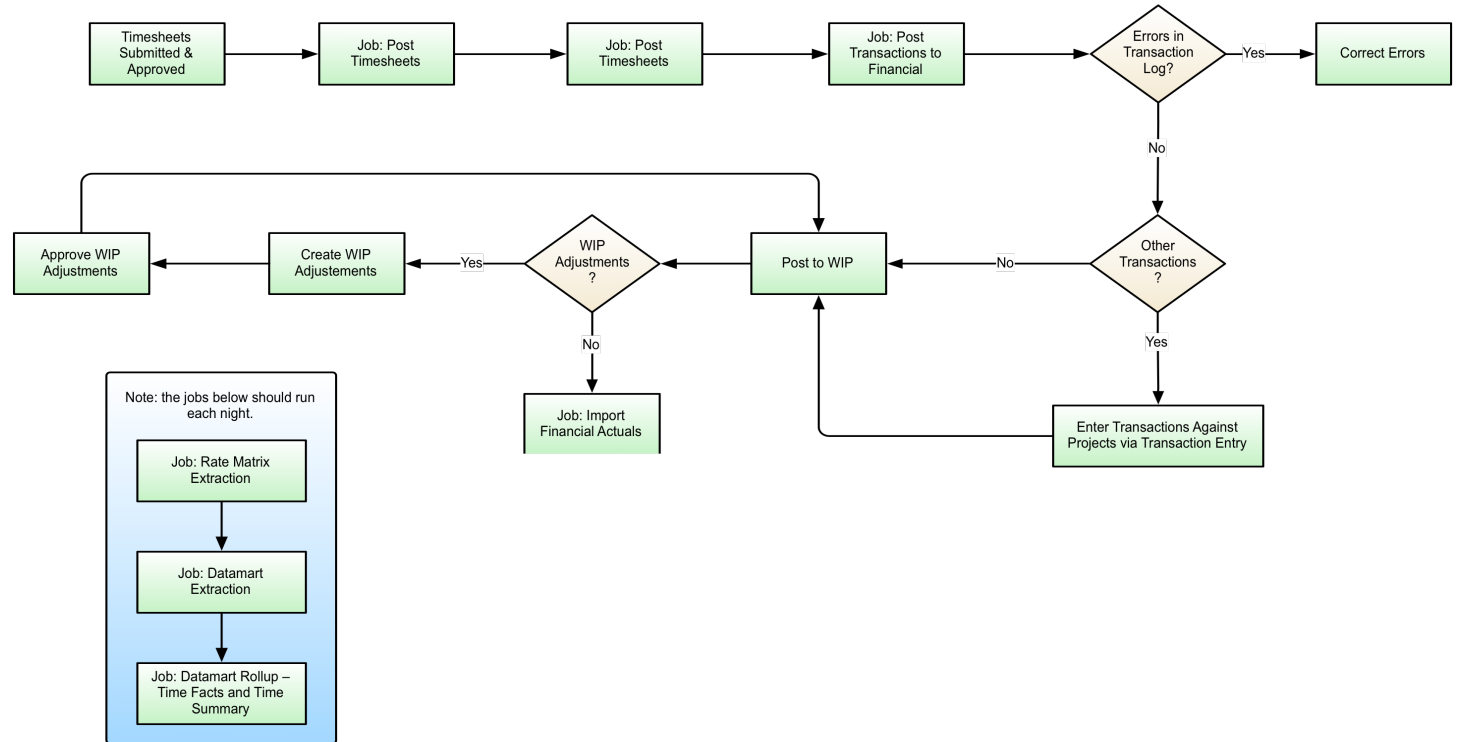 Timesheets
Submitted &
Approved
Job: Post
Timesheets
Job: Post
Timesheets
Job: Post
Transactions to
Financial
Errors in
Transaction
Log?
Yes
Correct Errors
No
Other
Transactions
?
No
Yes
Enter Transactions Against
Projects via Transaction Entry
Post to WIP
WIP
Adjustments
?
Yes
Create WIP
Adjustements
Approve WIP
Adjustments
No
Job: Import
Financial Actuals
Note: the jobs below should run
each night.
Job: Rate Matrix
Extraction
Job: Datamart
Extraction
Job: Datamart Rollup –
Time Facts and Time
Summary